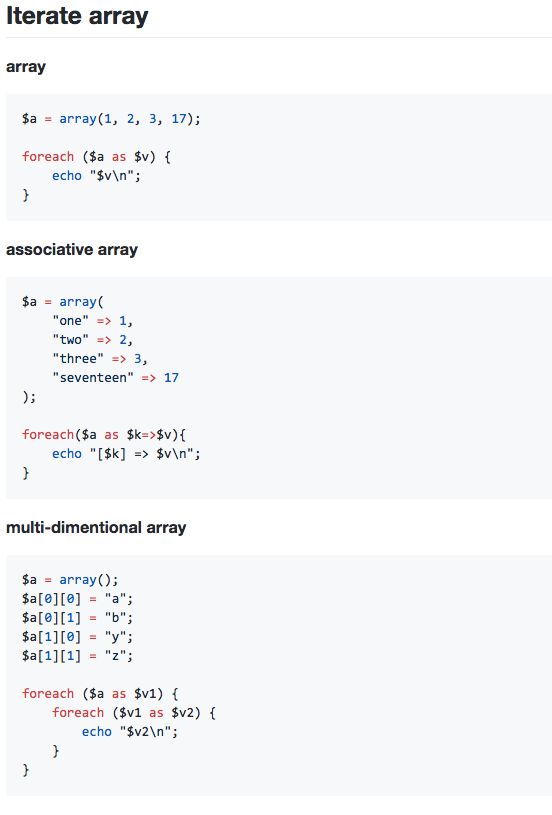 Iterate array
array
$a = array(1, 2, 3, 17);
foreach ($a as $v) {
    echo "$v\n";
}
associative array
$a = array(
    "one" => 1,
    "two" => 2,
    "three" => 3,
    "seventeen" => 17
);
foreach($a as $k=>$v){
    echo "[$k] => $v\n";
}
multi-dimentional array
$a = array();
$a[0][0] = "a";
$a[0][1] = "b";
$a[1][0] = "y";
$a[1][1] = "z";
foreach ($a as $v1) {
    foreach ($v1 as $v2) {
        echo "$v2\n";
    }
}